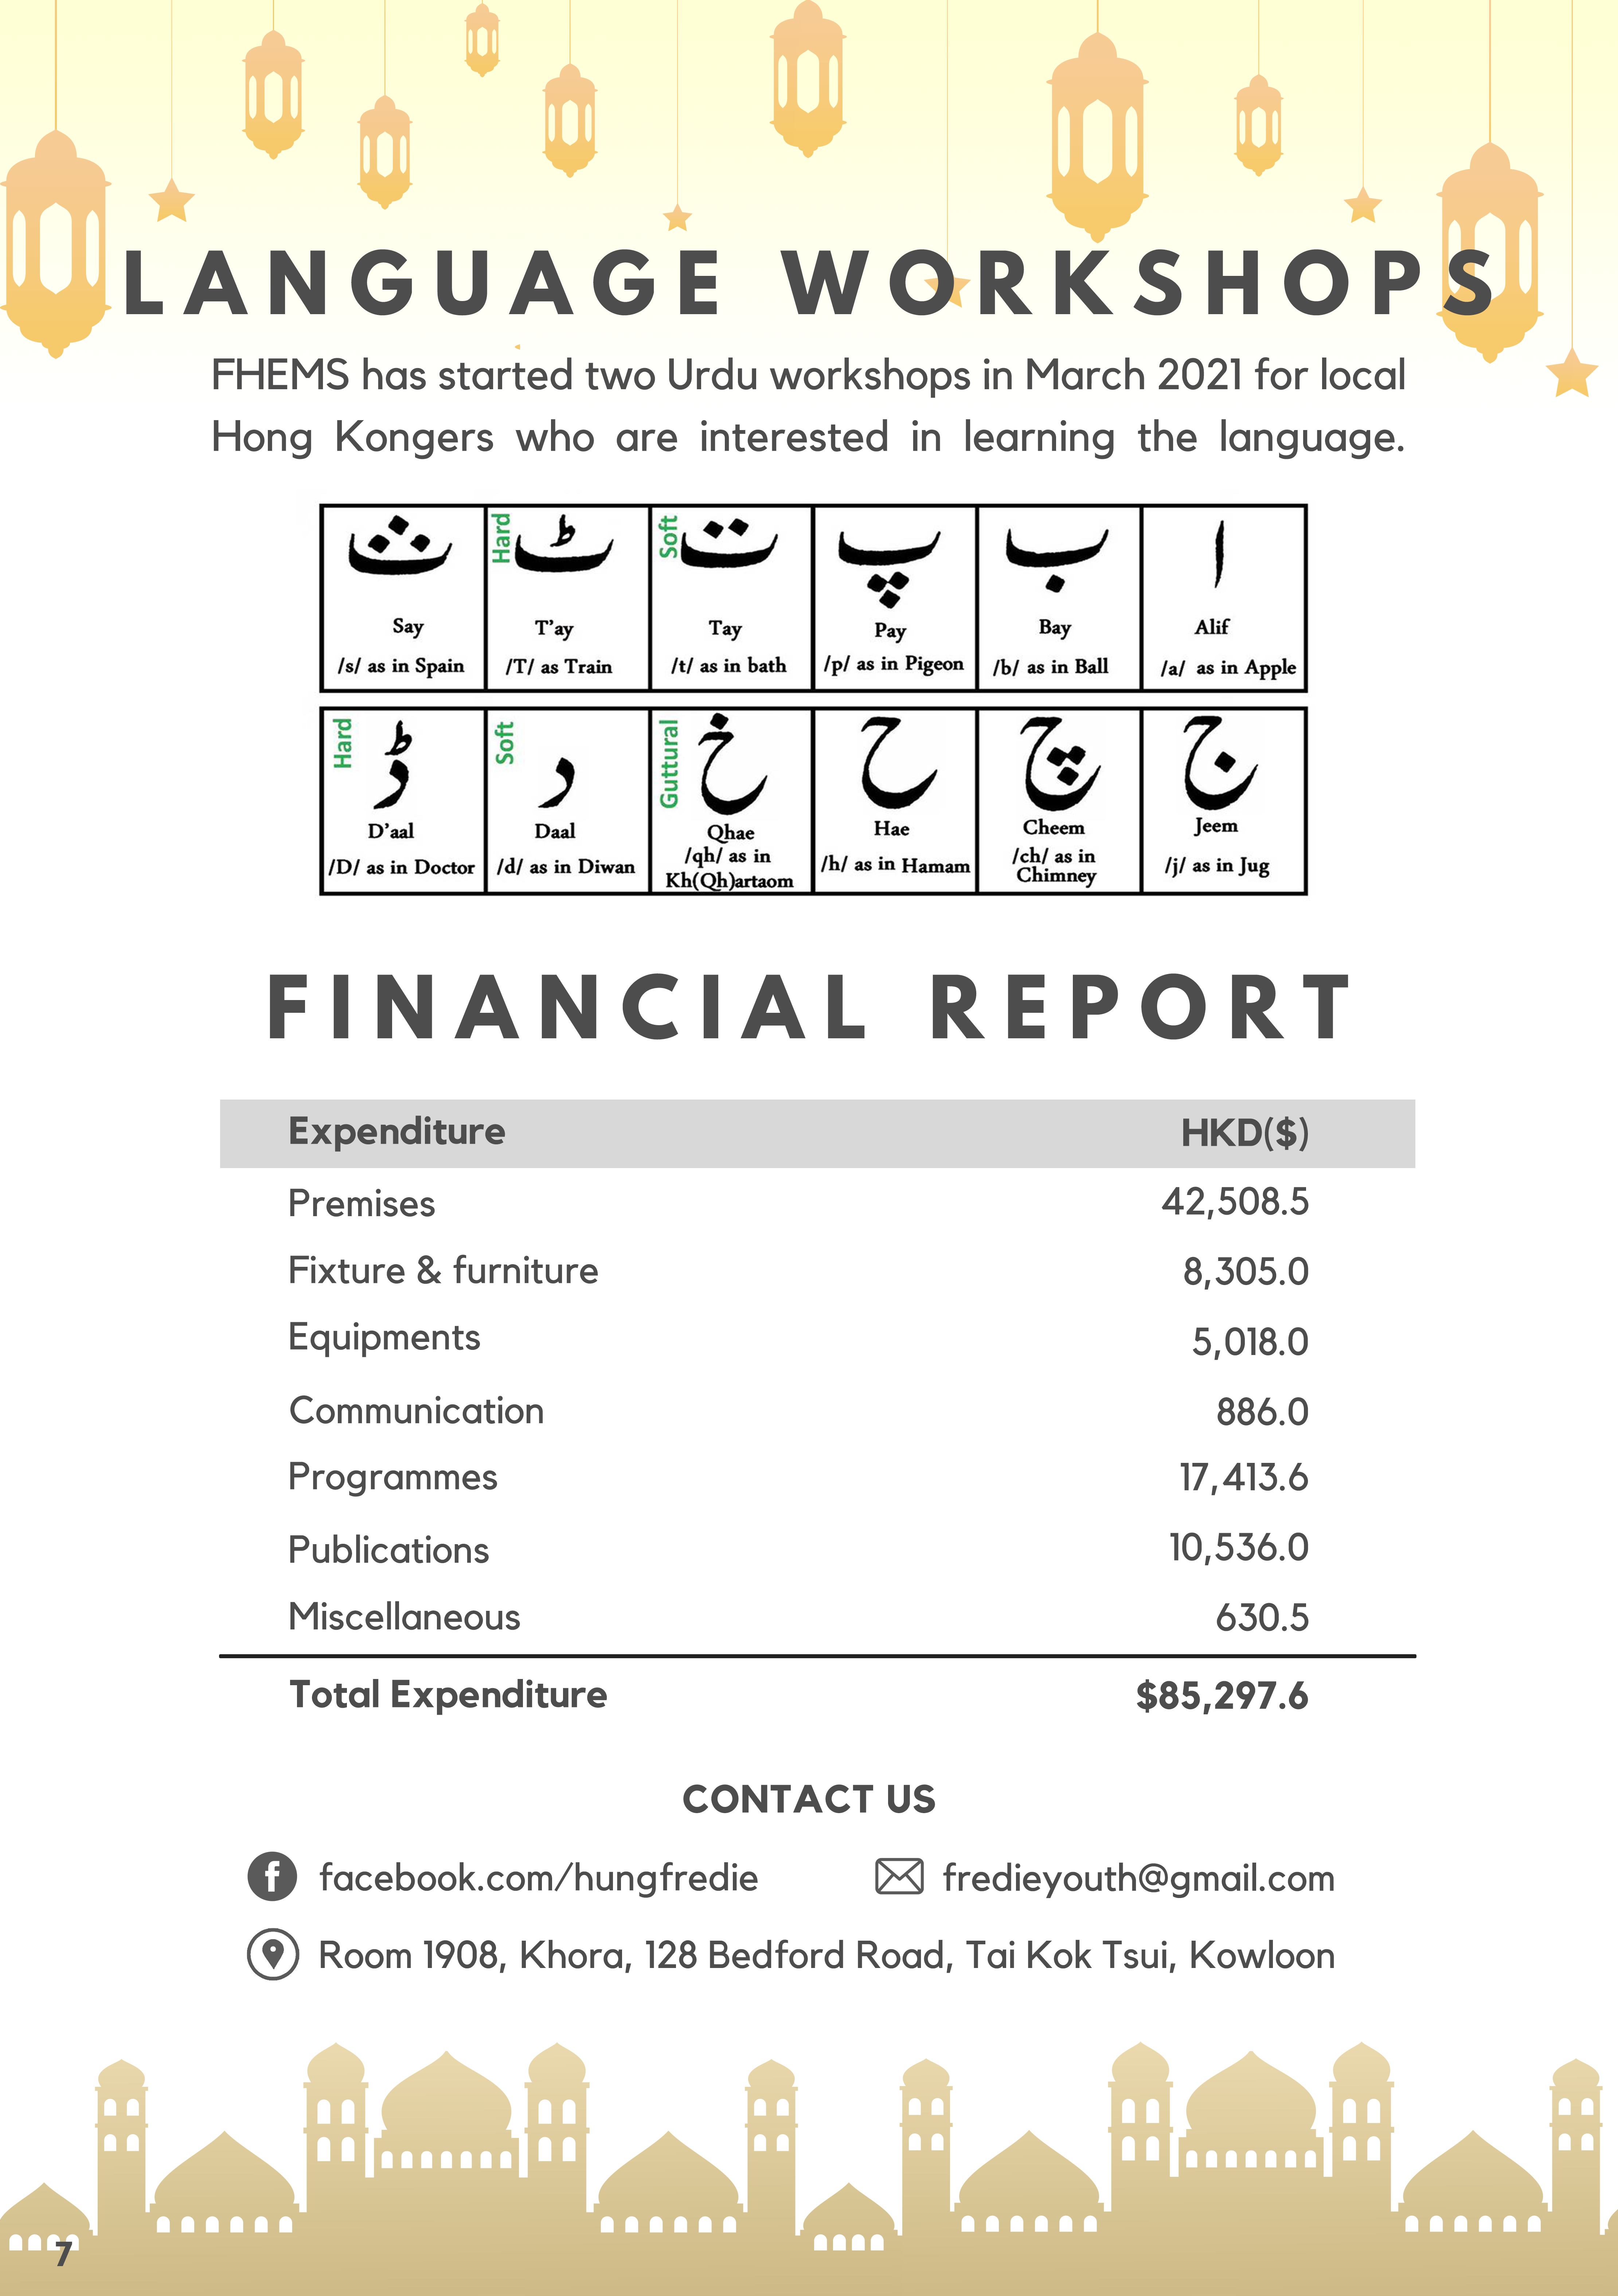 LANGUAGE WORKSHOPS
FHEMS has started two Urdu workshops in March 2021 for local
Hong Kongers who are interested in learning the language.
ث Hard ٹ Soft ت پ ب ا
Say T'ay Tay Pay Bay Alif
/s/ as in Spain /T/ as Train /t/ as in bath /p/ as in Pigeon /b/ as in Ball /a/ as in Apple
Hard ڈ Soft د Guttural خ ح چ ج
D'aal Daal Qhae Hae Cheem Jeem
/D/ as in Doctor /d/ as in Diwan /qh/ as in Kh(Qh)artaom /h/ as in Hamam /ch/ as in Chimney /j/ as in Jug
FINANCIAL REPORT
Expenditure HKD($)
Premises 42,508.5
Fixture & furniture 8,305.0
Equipments 5,018.0
Communication 886.0
Programmes 17,413.6
Publications 10,536.0
Miscellaneous 630.5
Total Expenditure $85,297.6
CONTACT US
facebook.com/hungfredie fredieyouth@gmail.com
Room 1908, Khora, 128 Bedford Road, Tai Kok Tsui, Kowloon
7